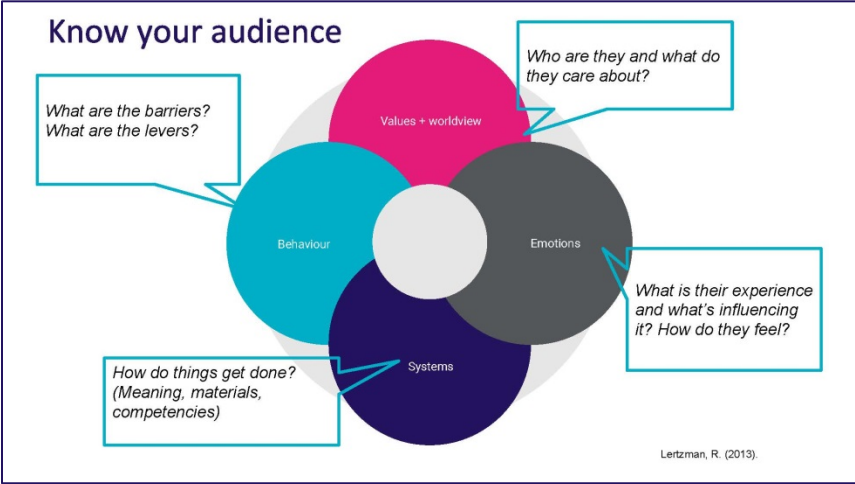 Know your audience
Who are they and what do
they care about?
What are the barriers?
What are the levers?
Values + worldview
Behaviour
Emotions
What is their experience
and what's influencing
it? How do they feel?
Systems
How do things get done?
(Meaning, materials,
competencies)
Lertzman, R. (2013).